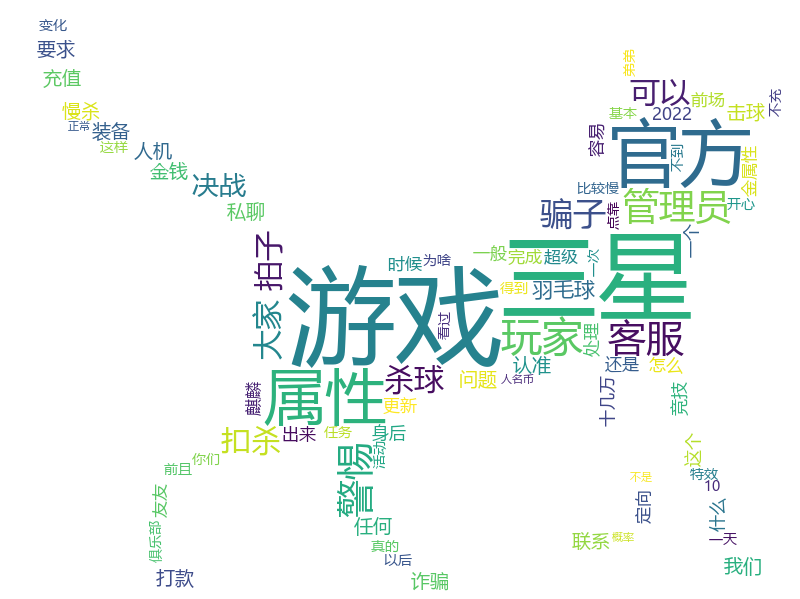 变化
要求
充值
慢杀
正常
装备
这样
人机
金钱
决战
私聊
弟弟
可以
前场
不充
基本
2022
击球
容易
官方
不到
金属性
比较慢
骗子
点靠
管理员
开心
拍子
大家
时候
为啥
一般
完成
超级
一次
一个
三星
游戏
得到
羽毛球
看过
玩家
处理
客服
认准
还是
怎么
属性
杀球
问题
人名币
麒麟
更新
十几万
竞技
扣杀
出来
任务
身后
活动
你们
前且
警惕
这个
友友
俱乐部
任何
真的
以后
打款
诈骗
不是
特效
10
定向
什么
联系
概率
一天
我们